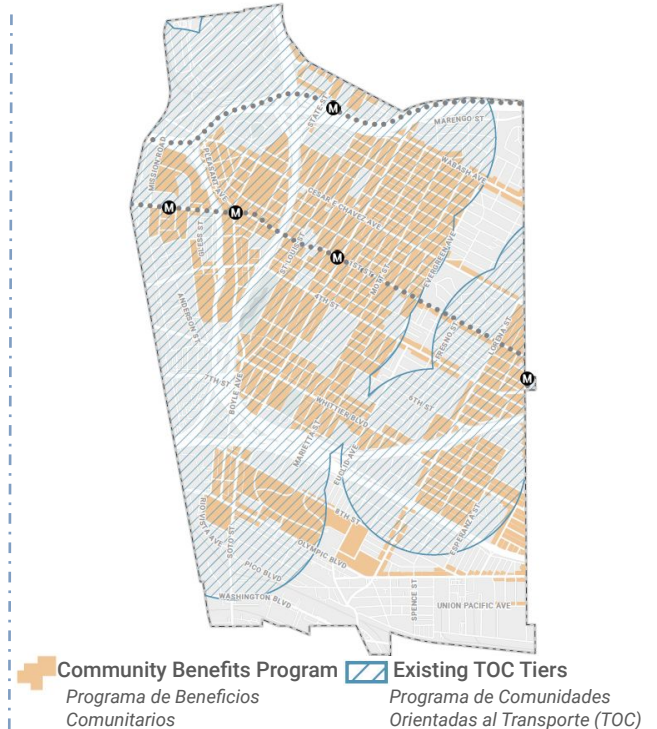 STATE ST
M
MARENGO ST
MISSION ROAD
PLEASANT AVE
WABASH AVE
CESAR E CHAVEZ AVE
M
M
GLESS ST
ST. LOUIS ST
M
1ST ST
MOTT ST
EVERGREEN AVE
ANDERSON ST
4TH ST
FRESNO ST
LORENA ST
M
7TH ST
BOYLE AVE
8TH ST
WHITTIER BLVD
MARIETTA ST
EUCLID AVE
RIO VISTA AVE
SOTO ST
8TH ST
ESPERANZA ST
OLYMPIC BLVD
PICO BLVD
SPENCE ST
WASHINGTON BLVD
UNION PACIFIC AVE
Community Benefits Program
Programa de Beneficios
Comunitarios
Existing TOC Tiers
Programa de Comunidades
Orientadas al Transporte (TOC)